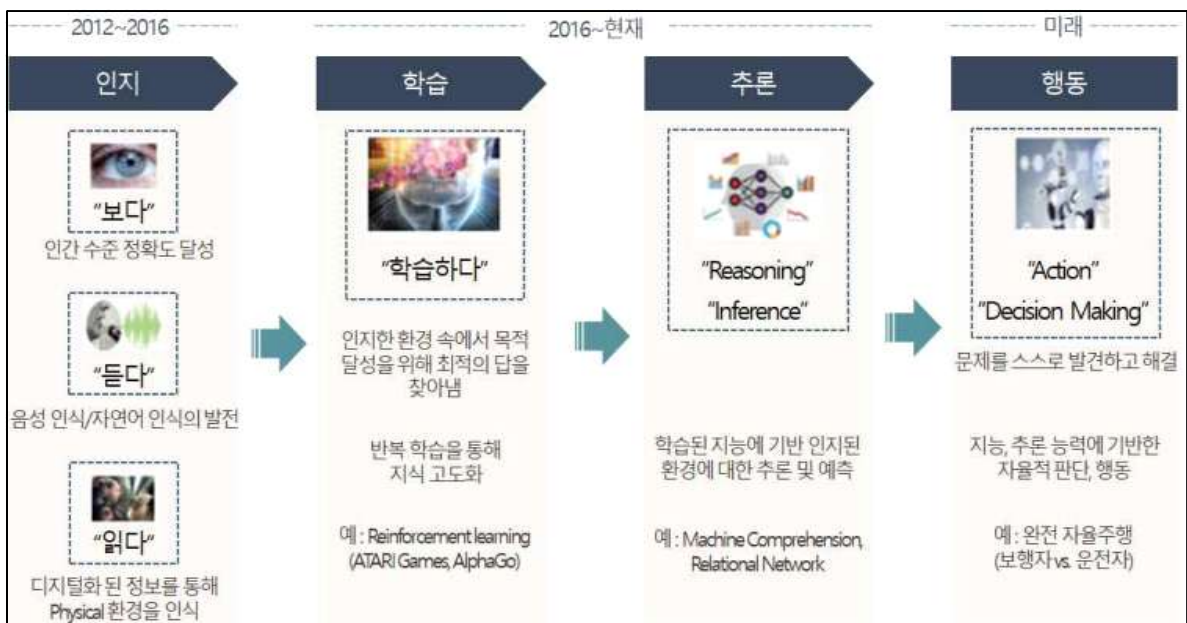 2012~2016
2016~현재
미래
인지
학습
추론
행동
"보다"
인간 수준 정확도 달성
"듣다"
음성 인식/자연어 인식의 발전
"읽다"
디지털화 된 정보를 통해
Physical 환경을 인식
"학습하다"
인지한 환경 속에서 목적
달성을 위해 최적의 답을
찾아냄
반복 학습을 통해
지식 고도화
예 : Reinforcement learning
(ATARI Games, AlphaGo)
"Reasoning"
"Inference"
학습된 지능에 기반 인지된
환경에 대한 추론 및 예측
예 : Machine Comprehension,
Relational Network
"Action"
"Decision Making"
문제를 스스로 발견하고 해결
지능, 추론 능력에 기반한
자율적 판단, 행동
예 : 완전 자율주행
(보행자 vs. 운전자)